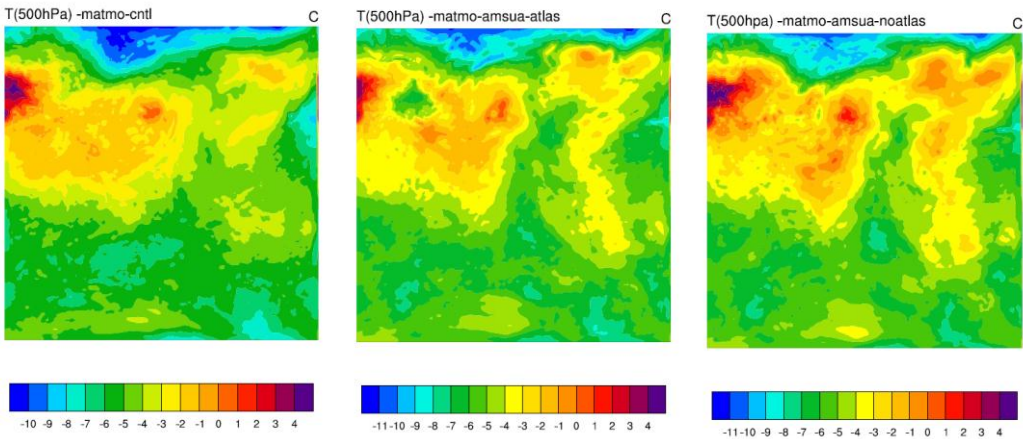 T(500hPa) -matmo-cntl C
T(500hPa) -matmo-amsua-atlas C
T(500hpa) -matmo-amsua-noatlas C
-10 -9 -8 -7 -6 -5 -4 -3 -2 -1 0 1 2 3 4
-11 -10 -9 -8 -7 -6 -5 -4 -3 -2 -1 0 1 2 3 4
-11 -10 -9 -8 -7 -6 -5 -4 -3 -2 -1 0 1 2 3 4